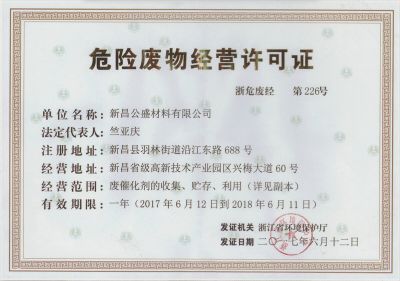 危险废物经营许可证
浙危废经 第226号
单位名称：新昌公盛材料有限公司
法定代表人：竺亚庆
注册地址：新昌县羽林街道沿江东路688号
经营地址：新昌省级高新技术产业园区兴梅大道60号
经营范围：废催化剂的收集、贮存、利用（详见副本）
有效期限：一年（2017年6月12日到2018年6月11日）
发证机关 浙江省环境保护厅
发证日期 二〇一七年六月十二日